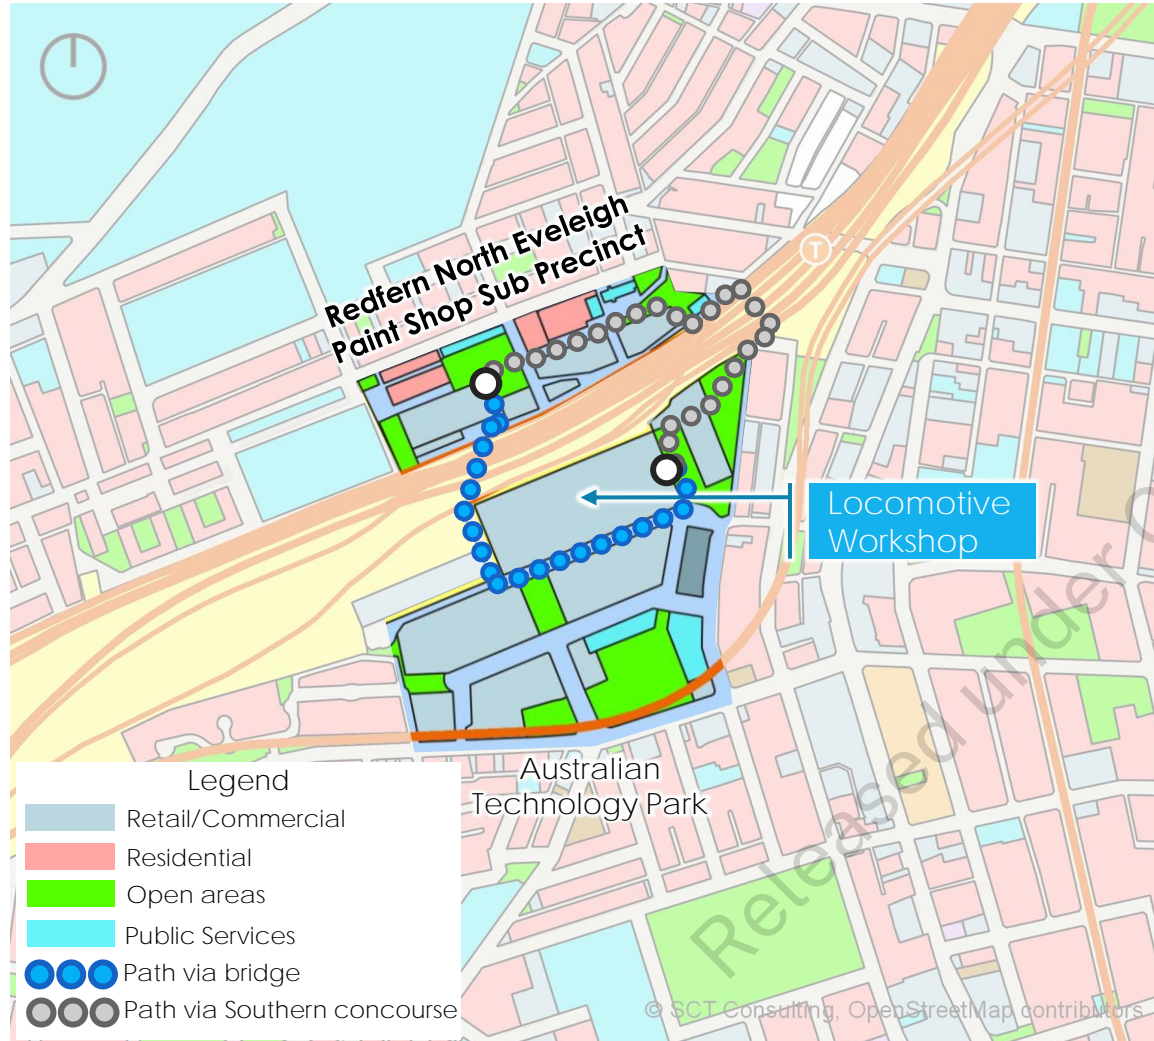 Redfern North Eveleigh
Paint Shop Sub Precinct
T
Locomotive
Workshop
Australian
Technology Park
Legend
Retail/Commercial
Residential
Open areas
Public Services
Path via bridge
Path via Southern concourse
Released under
© SCT Consulting, OpenStreetMap contributors